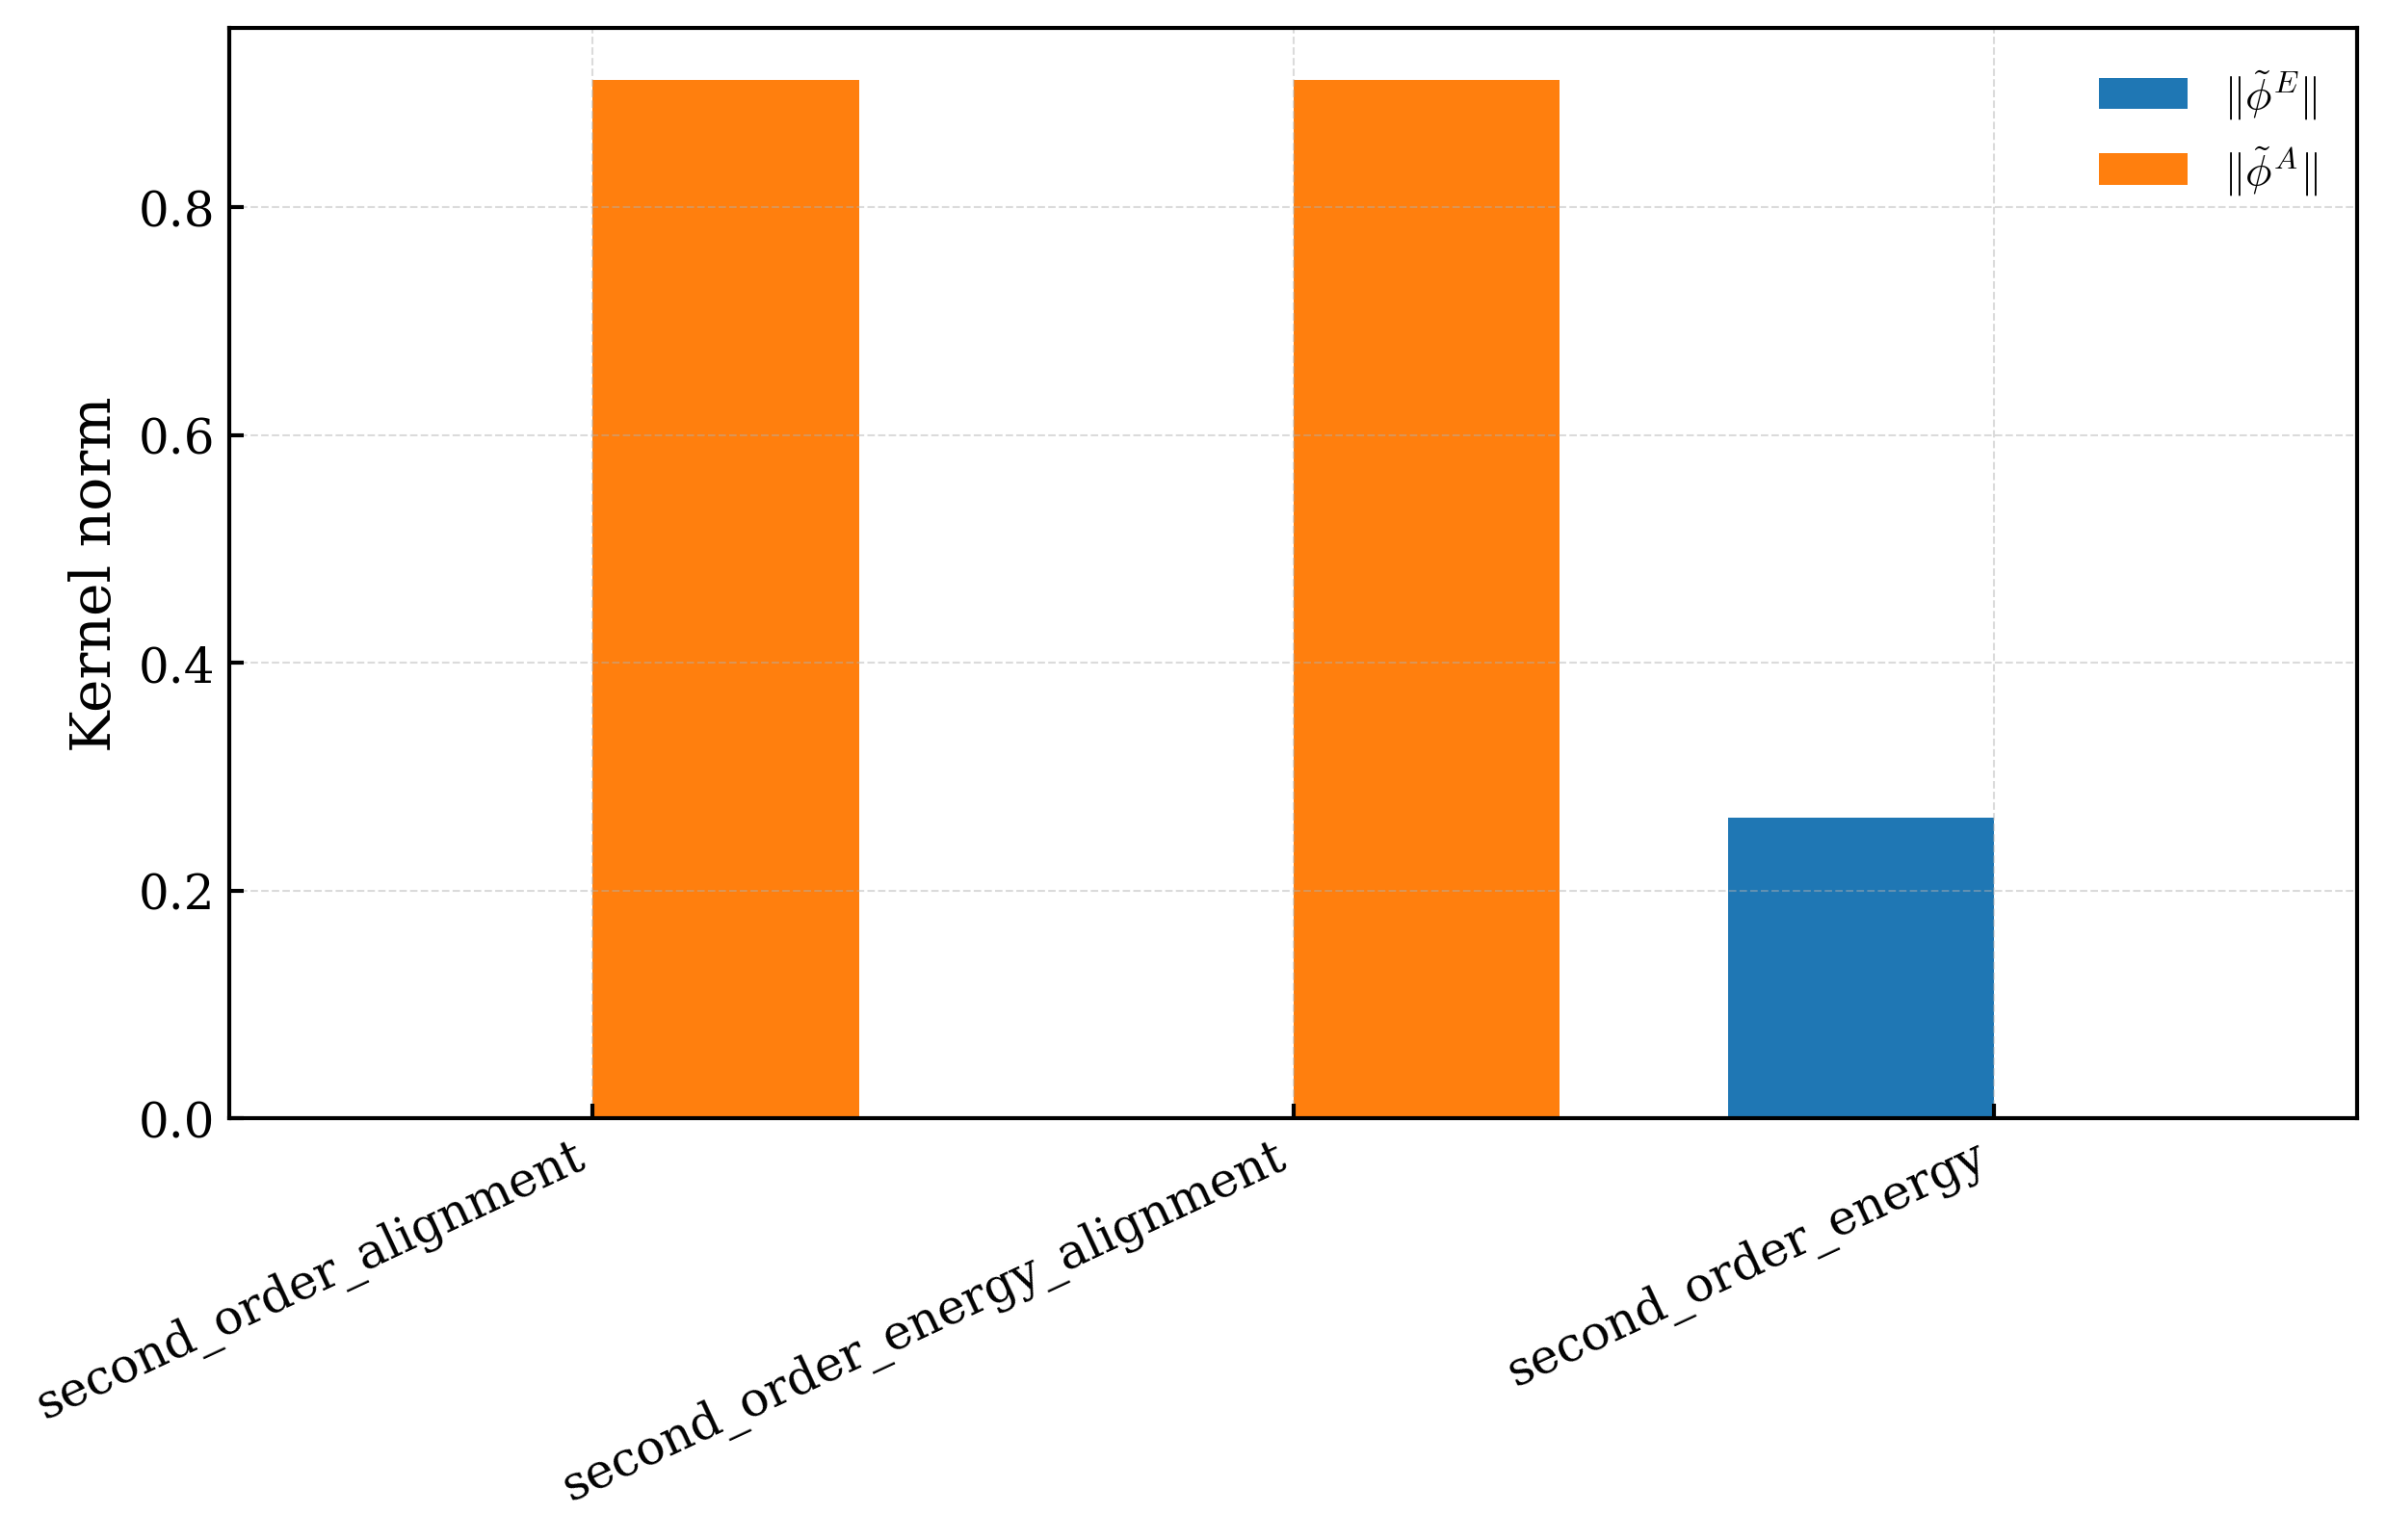 Kernel norm
0.8
0.6
0.4
0.2
0.0
‖ϕ̃ᴱ‖
‖ϕ̃ᴬ‖
second_order_alignment
second_order_energy_alignment
second_order_energy